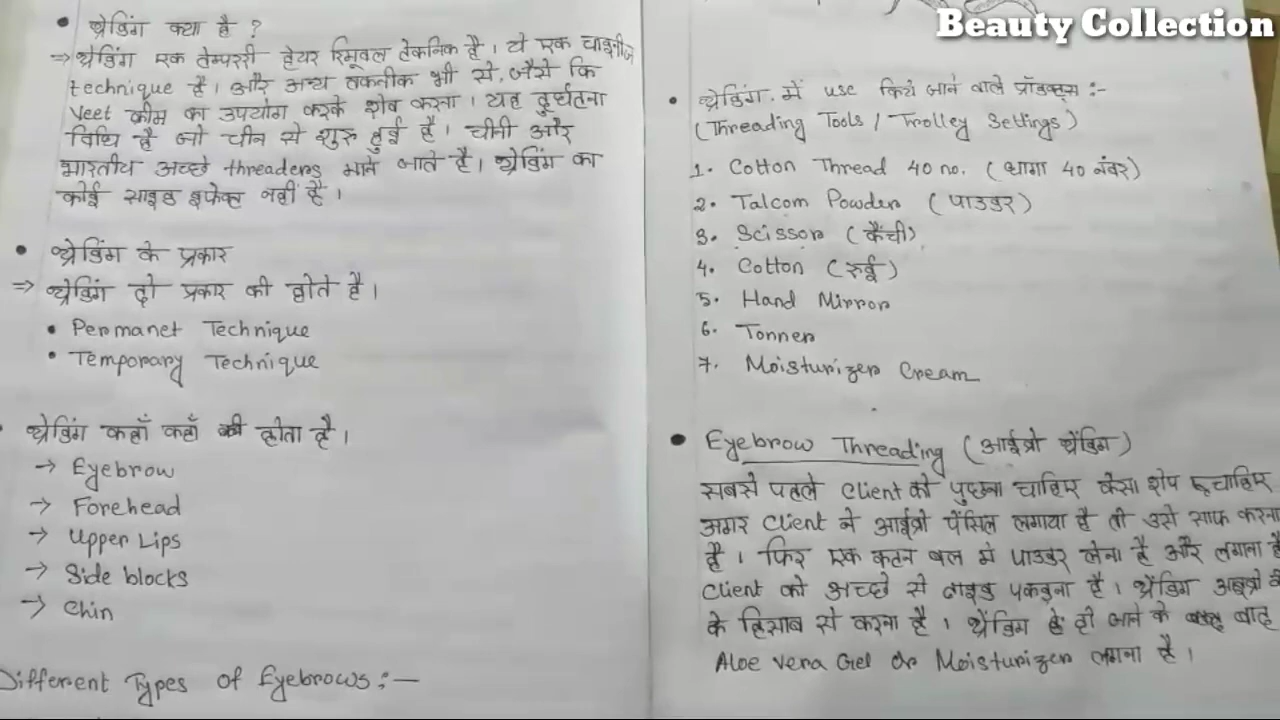 Beauty Collection
• थ्रेडिंग क्या है ?
⇒ थ्रेडिंग एक टेम्पररी हेयर रिमूवल टेकनिक है । ये एक चाइनीज
technique है । और अन्य तकनीक भी से, जैसे कि
Veet क्रीम का उपयोग करके शेव करना । यह
विधि है जो चीन से शुरु हुई है । चीनी और
भारतीय अच्छे threaders माने जाते है । थ्रेडिंग का
कोई साइड इफेक्ट नहीं है ।
• थ्रेडिंग के प्रकार
⇒ थ्रेडिंग दो प्रकार की होते है ।
• Permanet Technique
• Temporary Technique
• थ्रेडिंग कहाँ कहाँ की होता है ।
→ Eyebrow
→ Forehead
→ Upper Lips
→ Side blocks
→ Chin
Different Types of Eyebrows :—
• थ्रेडिंग में use किये जाने वाले प्रॉडक्ट्स :-
(Threading Tools / Trolley Settings)
1. Cotton Thread 40 no. (धागा 40 नंबर)
2. Talcom Powder (पाउडर)
3. Scissor (कैंची)
4. Cotton (रुई)
5. Hand Mirror
6. Tonner
7. Moisturizer Cream
• Eyebrow Threading (आईब्रो थ्रेंडिग)
सबसे पहले Client को पुछना चाहिए केसा शेप चाहिए
अगर Client ने आईब्रो पेंसिल लगाया है तो उसे साफ करना
है । फिर एक कटन बल मे पाउडर लेना है और लगाना है
Client को अच्छे से पकड़ना है । थ्रेंडिग
के हिसाब से करना है । थ्रेंडिग हो जाने के बाद
Aloe vera Gel or Moisturizer लगना है ।